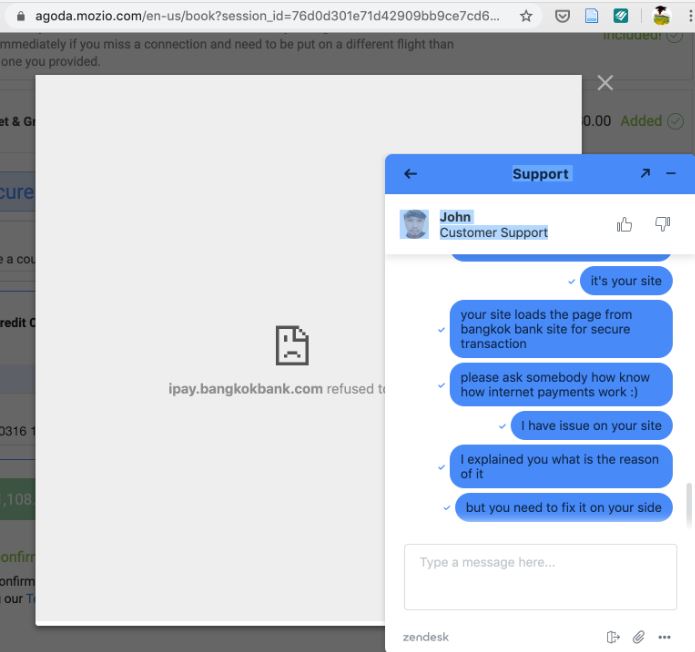 agoda.mozio.com/en-us/book?session_id=76d0d301e71d42909bb9ce7cd6...
immediately if you miss a connection and need to be put on a different flight than
one you provided.
Included!
et & Gr
0.00 Added
cure
e a cou
redit C
0316 1
1,108.
confirm
onfirm
g our Te
ipay.bangkokbank.com refused to
Support
John
Customer Support
it's your site
your site loads the page from
bangkok bank site for secure
transaction
please ask somebody how know
how internet payments work :)
I have issue on your site
I explained you what is the reason
of it
but you need to fix it on your side
Type a message here...
zendesk